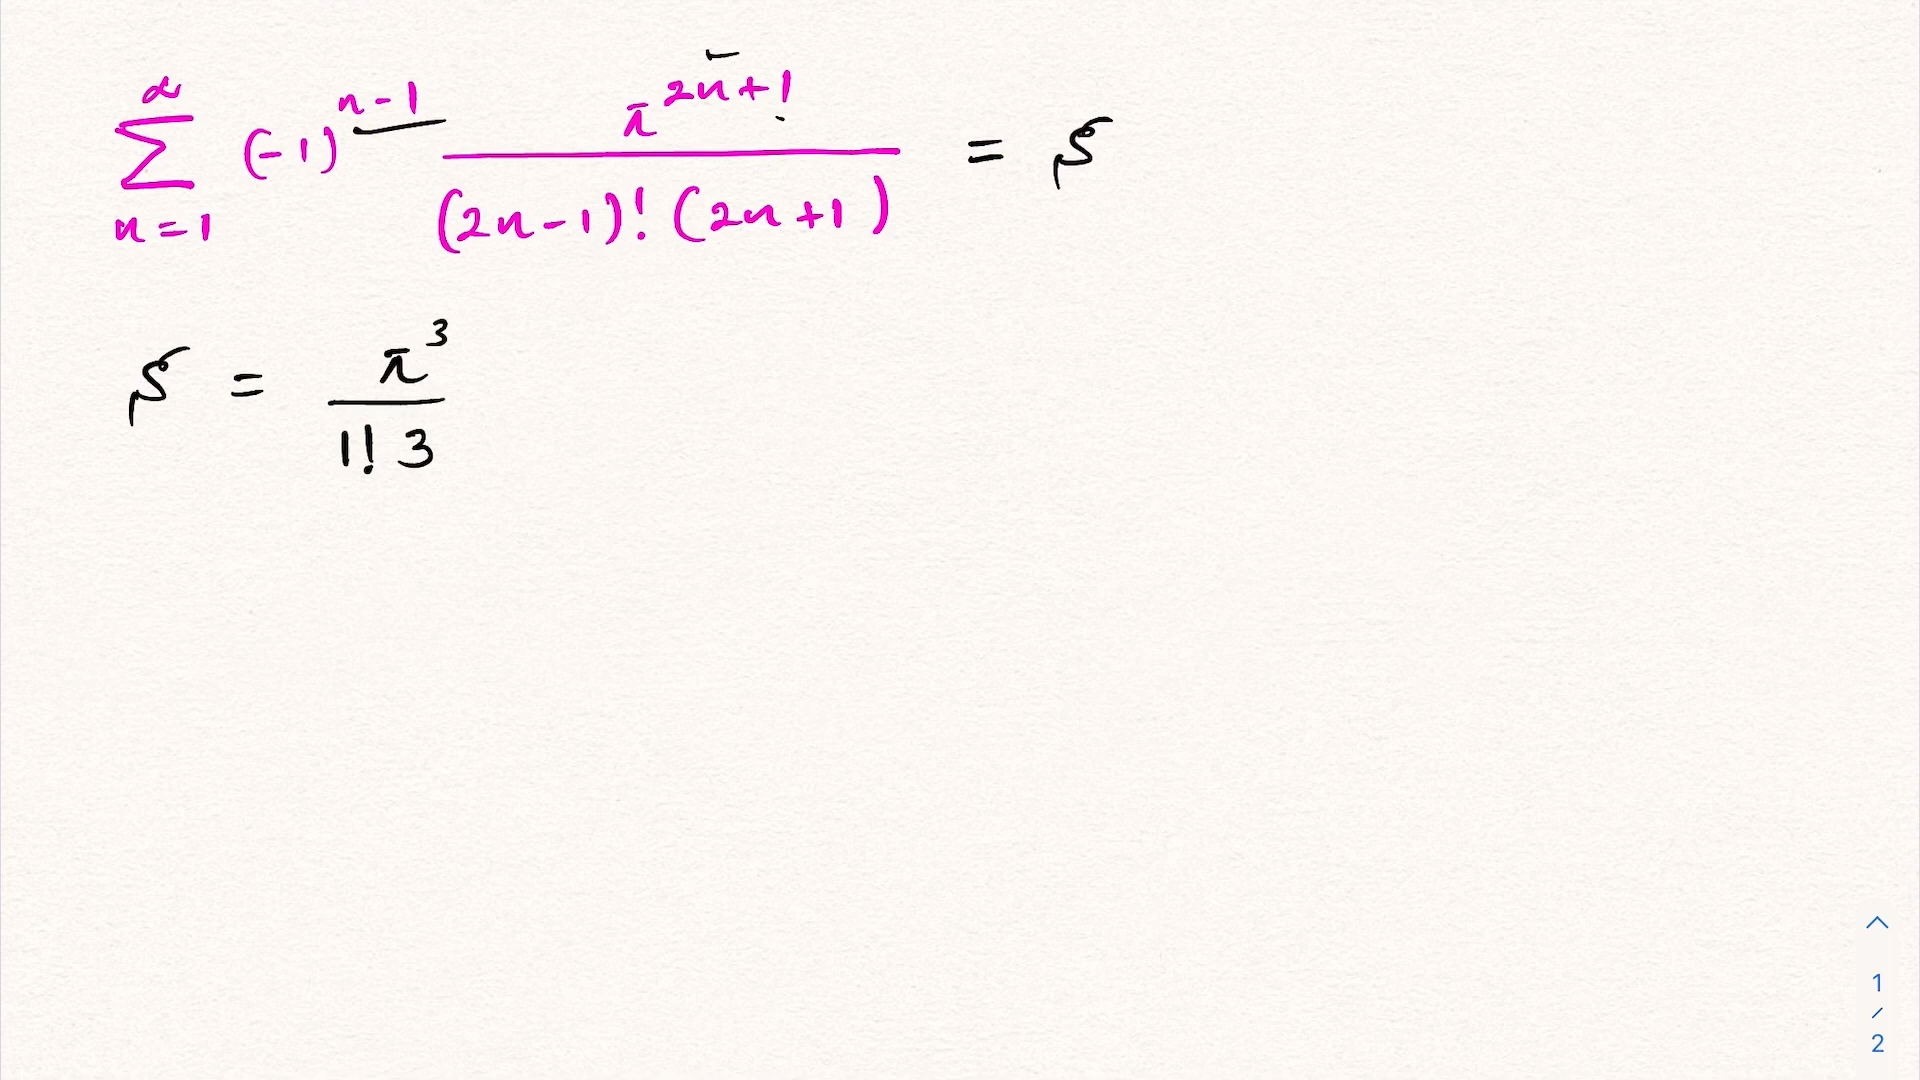 ∑_{n=1}^{∝} (-1)^{n-1} π^{2n+1} / ((2n-1)! (2n+1)) = S
S = π^3 / (1! 3)
1
/
2